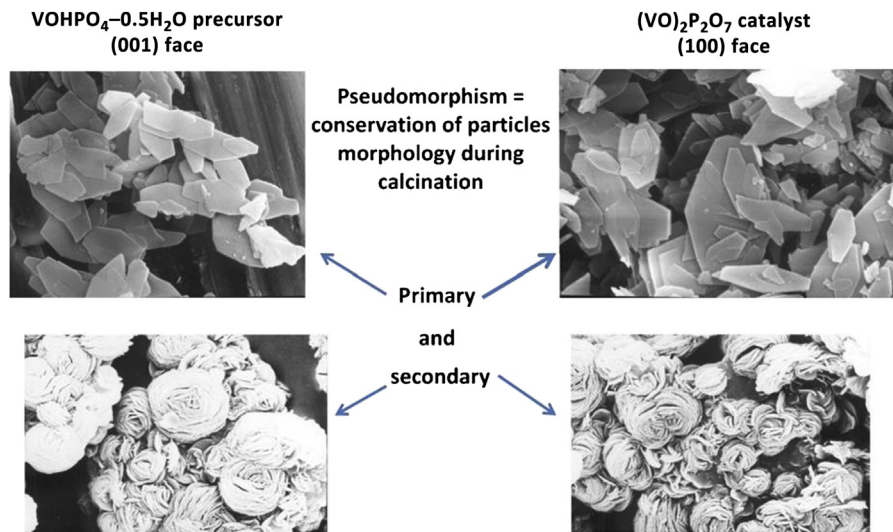 VOHPO₄–0.5H₂O precursor
(001) face
(VO)₂P₂O₇ catalyst
(100) face
Pseudomorphism =
conservation of particles
morphology during
calcination
Primary
and
secondary